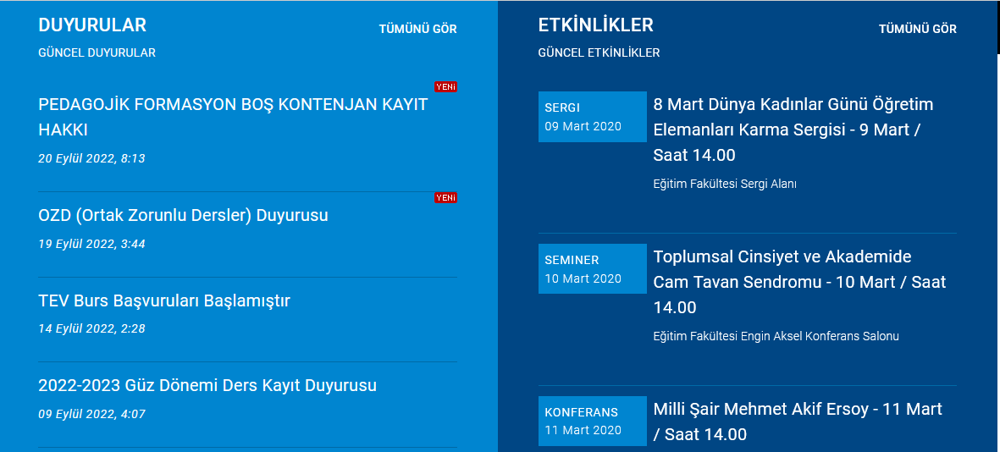 DUYURULAR
TÜMÜNÜ GÖR
GÜNCEL DUYURULAR
YENİ
PEDAGOJİK FORMASYON BOŞ KONTENJAN KAYIT
HAKKI
20 Eylül 2022, 8:13
YENİ
OZD (Ortak Zorunlu Dersler) Duyurusu
19 Eylül 2022, 3:44
TEV Burs Başvuruları Başlamıştır
14 Eylül 2022, 2:28
2022-2023 Güz Dönemi Ders Kayıt Duyurusu
09 Eylül 2022, 4:07
ETKİNLİKLER
TÜMÜNÜ GÖR
GÜNCEL ETKİNLİKLER
SERGI
09 Mart 2020
8 Mart Dünya Kadınlar Günü Öğretim
Elemanları Karma Sergisi - 9 Mart /
Saat 14.00
Eğitim Fakültesi Sergi Alanı
SEMINER
10 Mart 2020
Toplumsal Cinsiyet ve Akademide
Cam Tavan Sendromu - 10 Mart / Saat
14.00
Eğitim Fakültesi Engin Aksel Konferans Salonu
KONFERANS
11 Mart 2020
Milli Şair Mehmet Akif Ersoy - 11 Mart
/ Saat 14.00